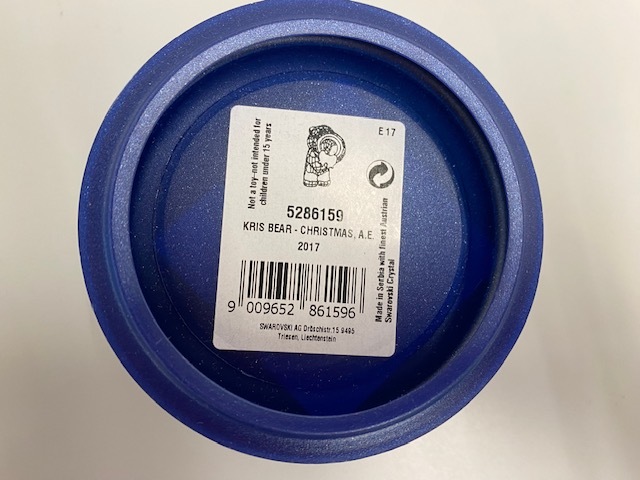 E 17
Not a toy-not intended for
children under 15 years
5286159
KRIS BEAR - CHRISTMAS, A.E.
2017
Made in Serbia with finest Austrian
Swarovski Crystal
9 009652 861596
SWAROVSKI AG Dröschistr.15 9495
Triesen, Liechtenstein